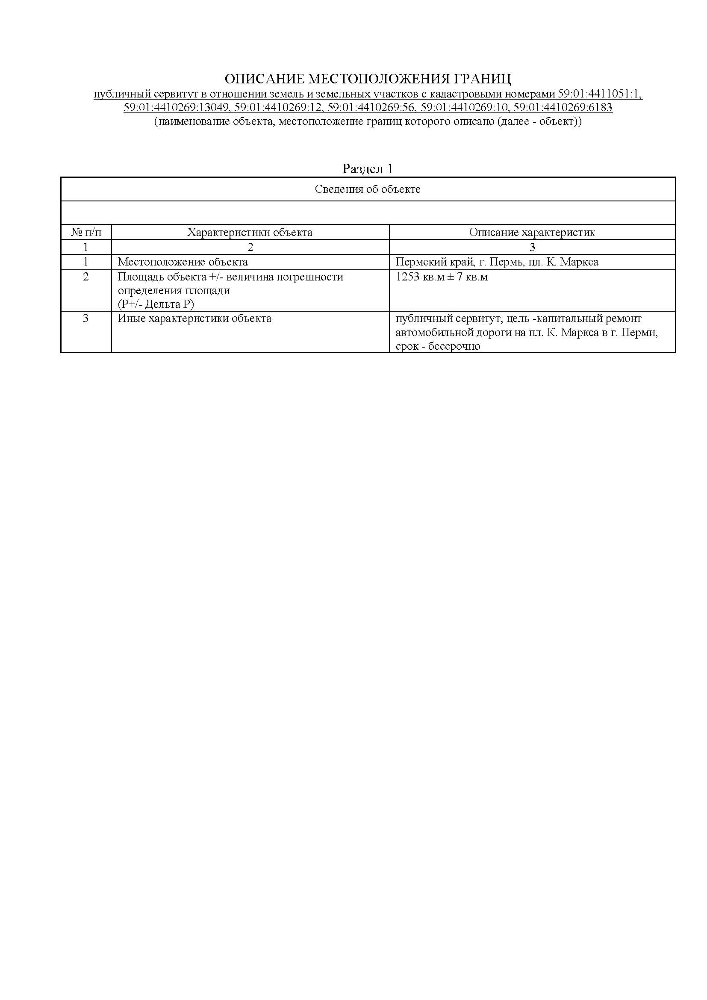 ОПИСАНИЕ МЕСТОПОЛОЖЕНИЯ ГРАНИЦ
публичный сервитут в отношении земель и земельных участков с кадастровыми номерами 59:01:4411051:1,
59:01:4410269:13049, 59:01:4410269:12, 59:01:4410269:56, 59:01:4410269:10, 59:01:4410269:6183
(наименование объекта, местоположение границ которого описано (далее - объект))
Раздел 1
Сведения об объекте
№ п/п Характеристики объекта Описание характеристик
1 2 3
1 Местоположение объекта Пермский край, г. Пермь, пл. К. Маркса
2 Площадь объекта +/- величина погрешности 1253 кв.м ± 7 кв.м
определения площади
(Р+/- Дельта Р)
3 Иные характеристики объекта публичный сервитут, цель -капитальный ремонт
автомобильной дороги на пл. К. Маркса в г. Перми,
срок - бессрочно